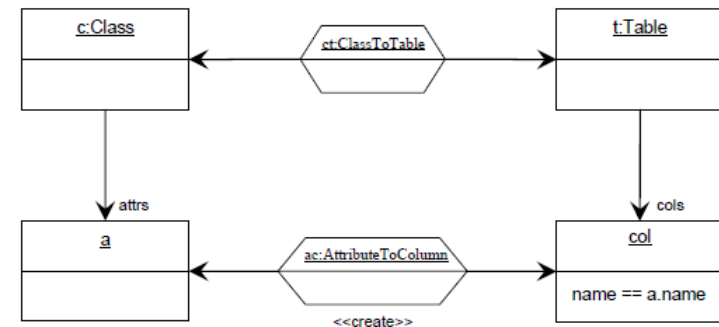 c:Class
ct:ClassToTable
t:Table
attrs
cols
a
ac:AttributeToColumn
col
name == a.name
<<create>>